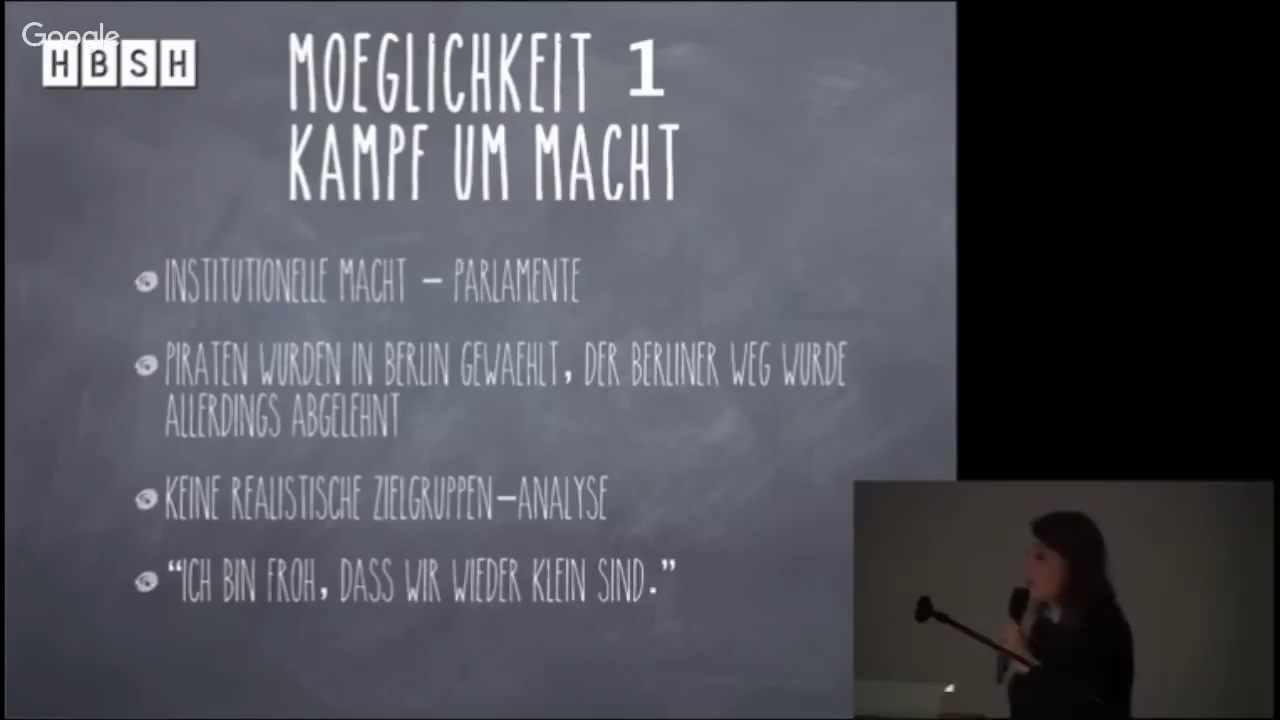 Google
HBSH
MOEGLICHKEIT 1
KAMPF UM MACHT
INSTITUTIONELLE MACHT – PARLAMENTE
PIRATEN WURDEN IN BERLIN GEWAEHLT, DER BERLINER WEG WURDE
ALLERDINGS ABGELEHNT
KEINE REALISTISCHE ZIELGRUPPEN–ANALYSE
“ICH BIN FROH, DASS WIR WIEDER KLEIN SIND.”